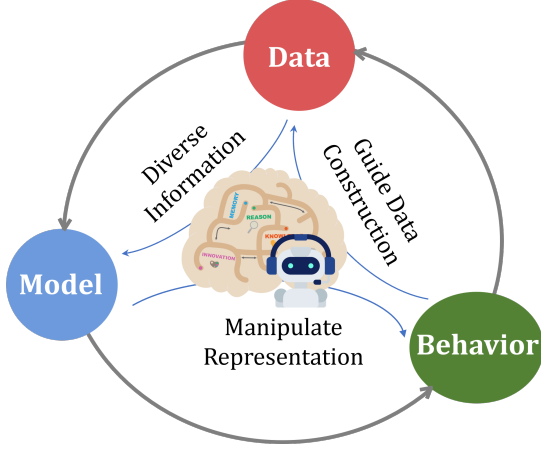 Data
Diverse
Information
Guide Data
Construction
MEMORY
REASON
INNOVATION
Model
Manipulate
Representation
Behavior